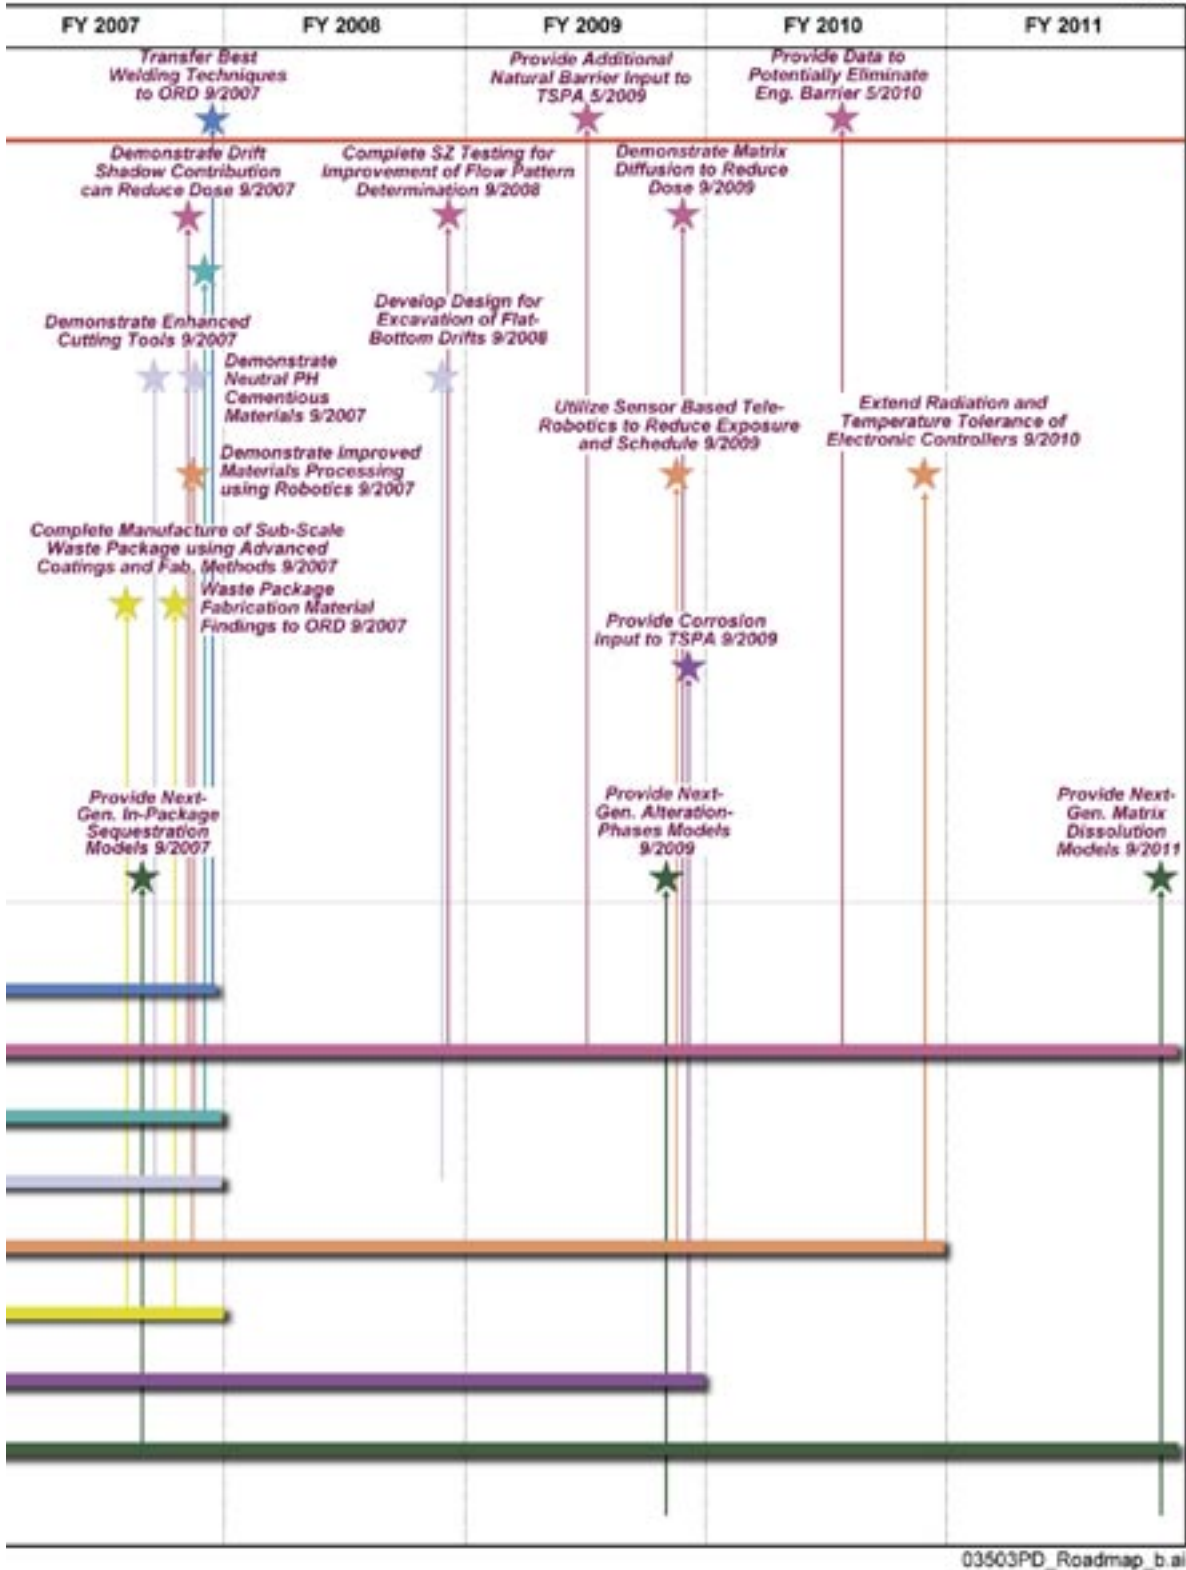 FY 2007
FY 2008
FY 2009
FY 2010
FY 2011
Transfer Best
Welding Techniques
to ORD 9/2007
Provide Additional
Natural Barrier Input to
TSPA 5/2009
Provide Data to
Potentially Eliminate
Eng. Barrier 5/2010
Demonstrate Drift
Shadow Contribution
can Reduce Dose 9/2007
Complete SZ Testing for
Improvement of Flow Pattern
Determination 9/2008
Demonstrate Matrix
Diffusion to Reduce
Dose 9/2009
Demonstrate Enhanced
Cutting Tools 9/2007
Develop Design for
Excavation of Flat-
Bottom Drifts 9/2008
Demonstrate
Neutral PH
Cementious
Materials 9/2007
Utilize Sensor Based Tele-
Robotics to Reduce Exposure
and Schedule 9/2009
Extend Radiation and
Temperature Tolerance of
Electronic Controllers 9/2010
Demonstrate Improved
Materials Processing
using Robotics 9/2007
Complete Manufacture of Sub-Scale
Waste Package using Advanced
Coatings and Fab. Methods 9/2007
Waste Package
Fabrication Material
Findings to ORD 9/2007
Provide Corrosion
Input to TSPA 9/2009
Provide Next-
Gen. In-Package
Sequestration
Models 9/2007
Provide Next-
Gen. Alteration-
Phases Models
9/2009
Provide Next-
Gen. Matrix
Dissolution
Models 9/2011
03503PD_Roadmap_b.ai